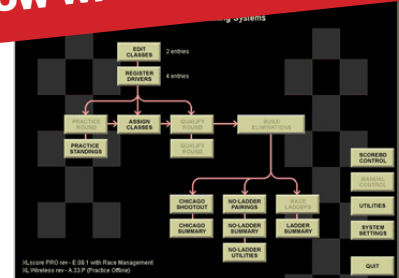 ng Systems
EDIT
CLASSES
2 entries
REGISTER
DRIVERS
4 entries
PRACTICE
ROUND
ASSIGN
CLASSES
QUALIFY
ROUND
BUILD
ELIMINATIONS
PRACTICE
STANDINGS
QUALIFY
ROUND
SCOREBD
CONTROL
MANUAL
CONTROL
CHICAGO
SHOOTOUT
NO-LADDER
PAIRINGS
RACE
LADDERS
UTILITIES
CHICAGO
SUMMARY
NO-LADDER
SUMMARY
LADDER
SUMMARY
SYSTEM
SETTINGS
NO-LADDER
UTILITIES
XLscore PRO rev - E.08.1 with Race Management
XL Wireless rev - A.33.P (Practice Offline)
QUIT